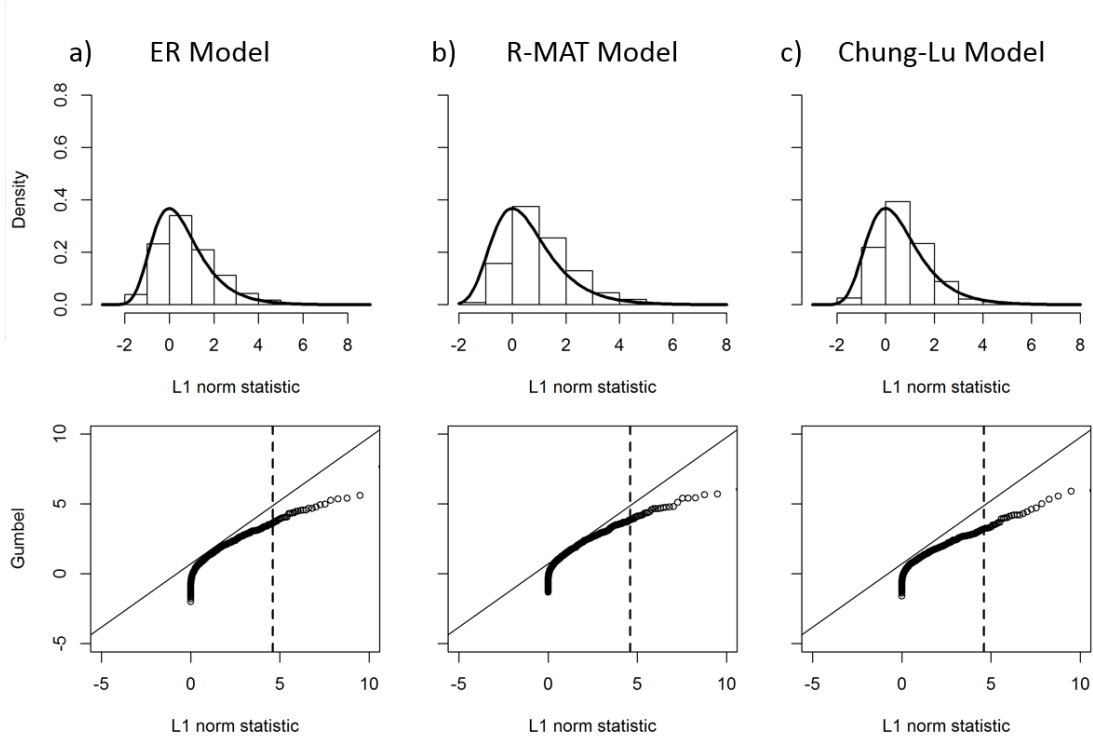 a) ER Model b) R-MAT Model c) Chung-Lu Model
Density
0.0 0.2 0.4 0.6 0.8
-2 0 2 4 6 8
-2 0 2 4 6 8
-2 0 2 4 6 8
L1 norm statistic L1 norm statistic L1 norm statistic
Gumbel
-5 0 5 10
-5 0 5 10
-5 0 5 10
-5 0 5 10
L1 norm statistic L1 norm statistic L1 norm statistic